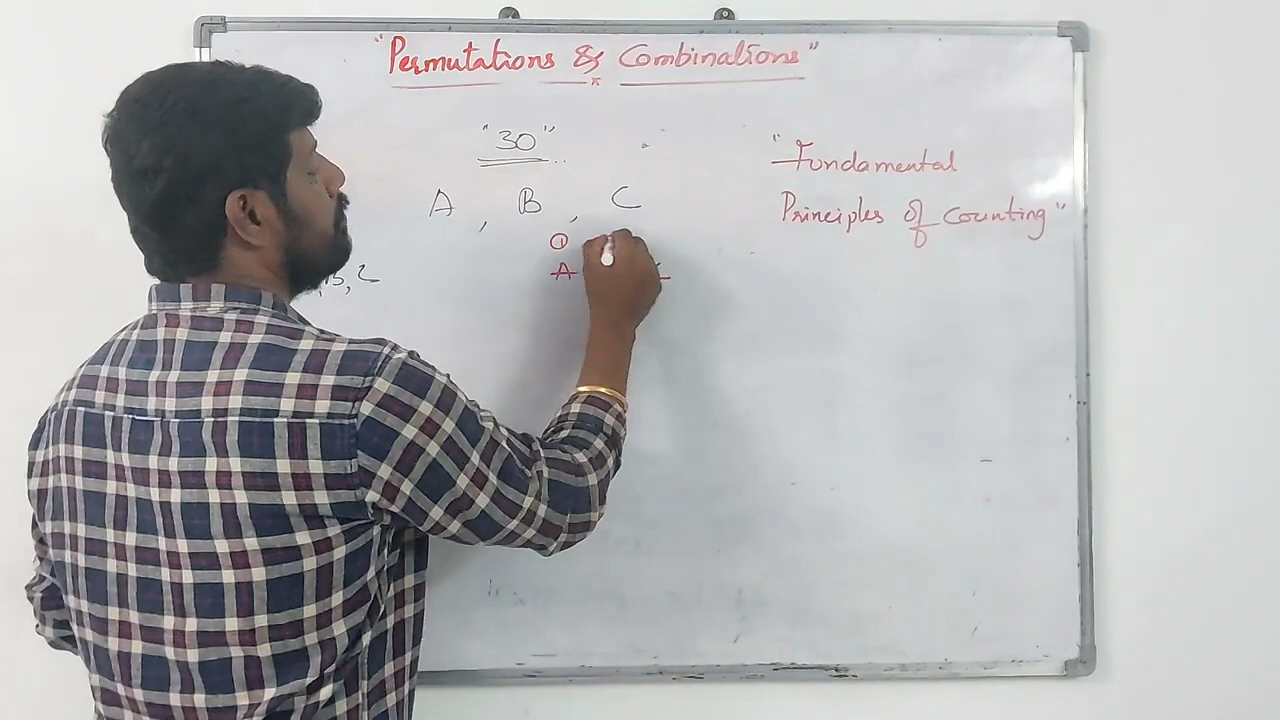 "Permutations & Combinations"
"30"
A , B , C
"Fundamental
Principles of Counting"
①
A
, B, C